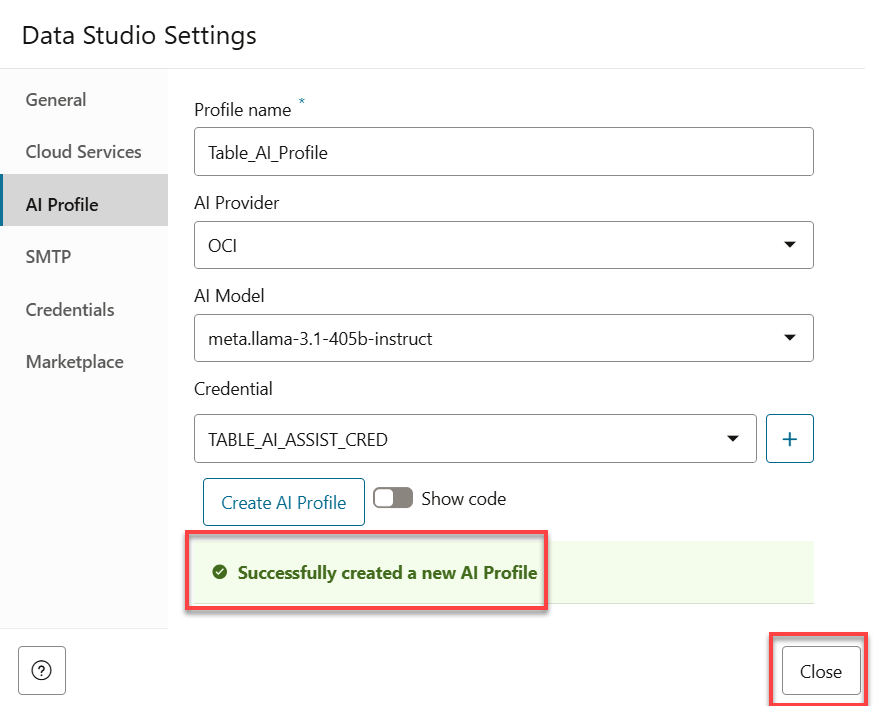 Data Studio Settings
General
Cloud Services
AI Profile
SMTP
Credentials
Marketplace
Profile name *
Table_AI_Profile
AI Provider
OCI
AI Model
meta.llama-3.1-405b-instruct
Credential
TABLE_AI_ASSIST_CRED
+
Create AI Profile
Show code
Successfully created a new AI Profile
?
Close